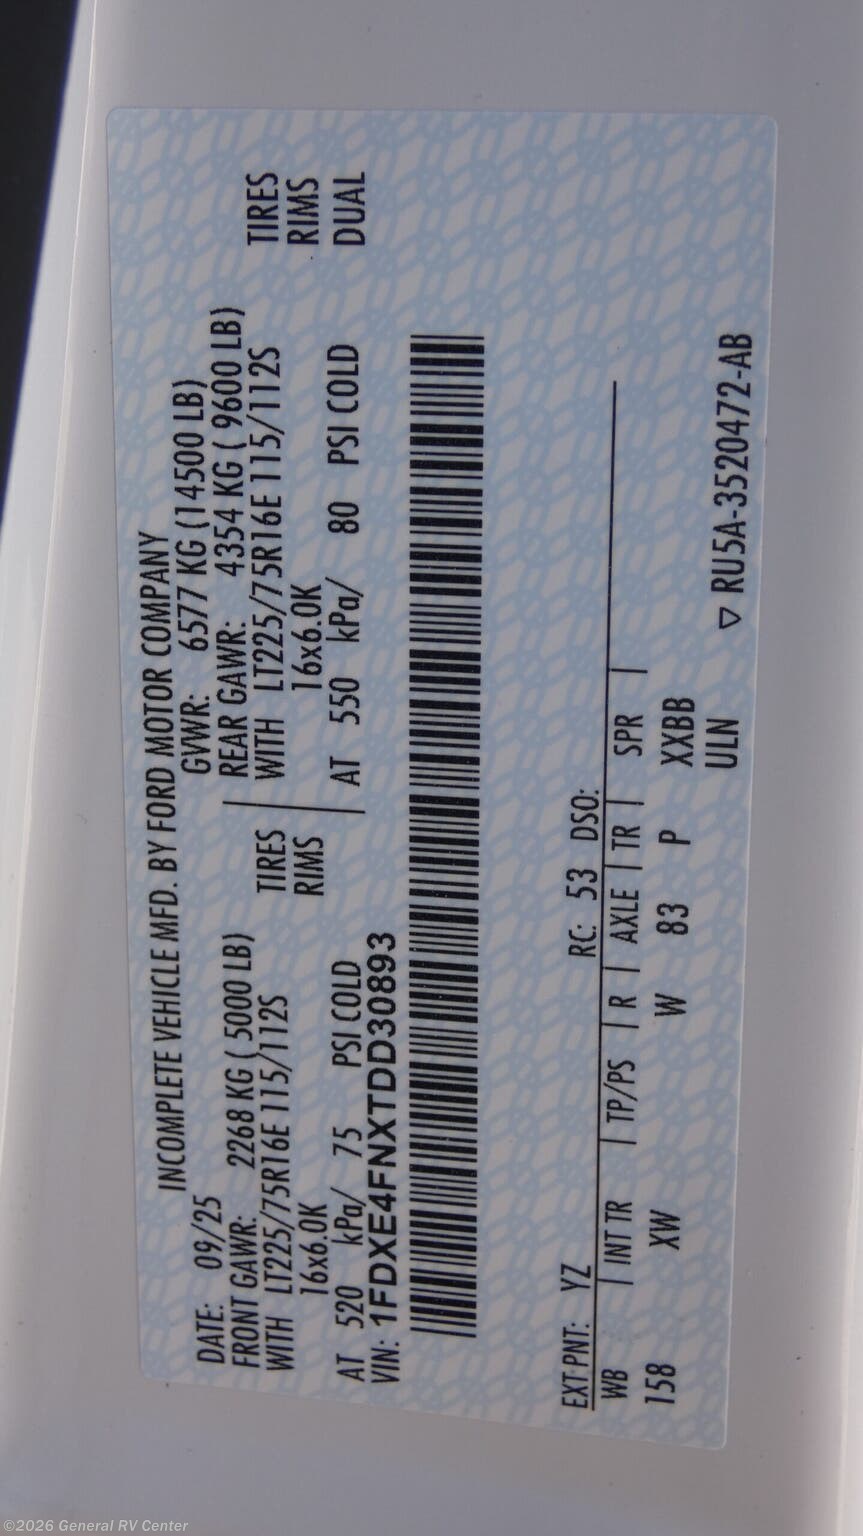 INCOMPLETE VEHICLE MFD. BY FORD MOTOR COMPANY
DATE: 09/25 GVWR: 6577 KG (14500 LB)
FRONT GAWR: 2268 KG ( 5000 LB) REAR GAWR: 4354 KG ( 9600 LB)
WITH LT225/75R16E 115/112S TIRES WITH LT225/75R16E 115/112S TIRES
16x6.0K RIMS 16x6.0K RIMS
AT 520 kPa/ 75 PSI COLD AT 550 kPa/ 80 PSI COLD DUAL
VIN: 1FDXE4FNXTDD30893
EXT PNT: YZ RC: 53 DSO:
WB | INT TR | TP/PS | R | AXLE | TR | SPR |
158 XW W 83 P XXBB
ULN
▽ RU5A-3520472-AB
©2026 General RV Center